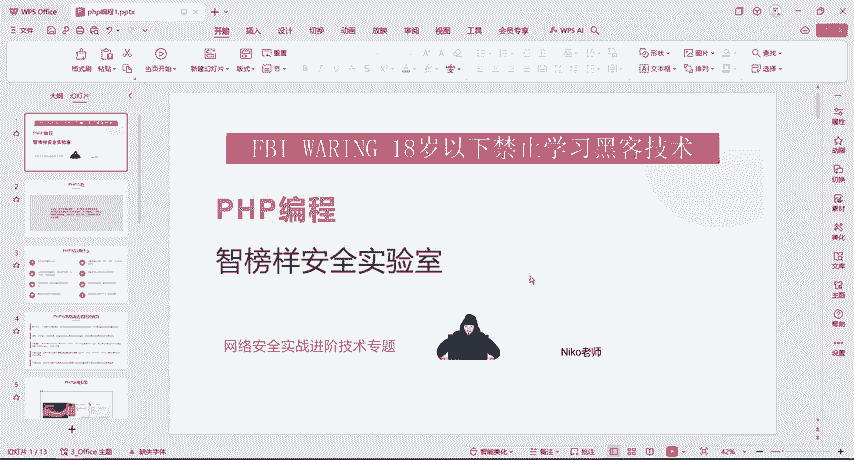 WPS Office
php编程1.pptx
文件
开始
插入
设计
切换
动画
放映
审阅
视图
工具
会员专享
WPS AI
格式刷
粘贴
当页开始
新建幻灯片
版式
重置
形状
图片
文本框
排列
查找
选择
大纲
幻灯片
1
2
3
4
5
FBI WARING 18岁以下禁止学习黑客技术
PHP编程
智榜样安全实验室
网络安全实战进阶技术专题
Niko老师
属性
动画
切换
素材
美化
文库
主题
帮助
设置
幻灯片 1 / 13
3_Office 主题
缺失字体
智能美化
备注
批注
42%